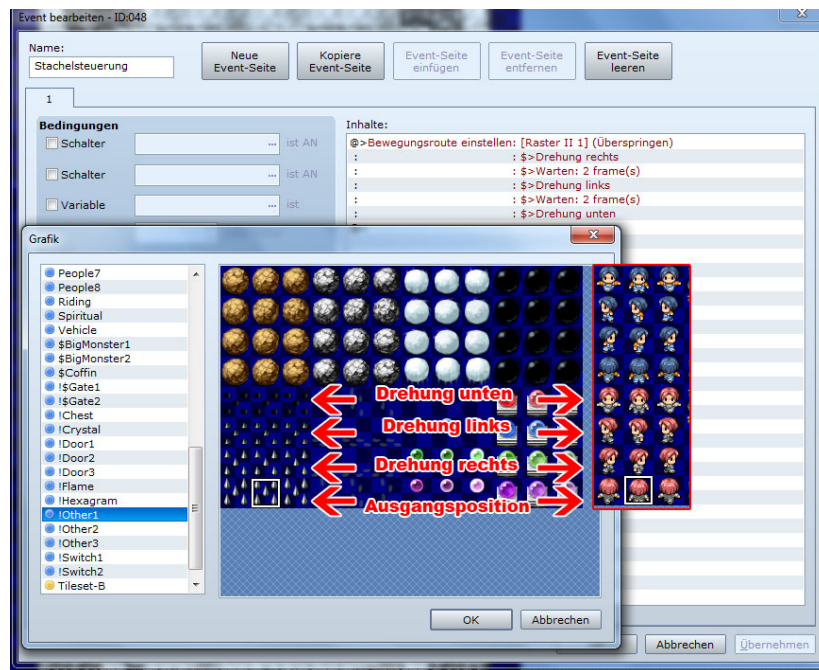 Event bearbeiten - ID:048
Name:
Stachelsteuerung
Neue Event-Seite
Kopiere Event-Seite
Event-Seite einfügen
Event-Seite entfernen
Event-Seite leeren
1
Bedingungen
Schalter ... ist AN
Schalter ... ist AN
Variable ... ist
Inhalte:
@>Bewegungsroute einstellen: [Raster II 1] (Überspringen)
: : $>Drehung rechts
: : $>Warten: 2 frame(s)
: : $>Drehung links
: : $>Warten: 2 frame(s)
: : $>Drehung unten
Grafik
People7
People8
Riding
Spiritual
Vehicle
$BigMonster1
$BigMonster2
$Coffin
!$Gate1
!$Gate2
!Chest
!Crystal
!Door1
!Door2
!Door3
!Flame
!Hexagram
!Other1
!Other2
!Other3
!Switch1
!Switch2
Tileset-B
Drehung unten
Drehung links
Drehung rechts
Ausgangsposition
OK
Abbrechen
Abbrechen
Übernehmen